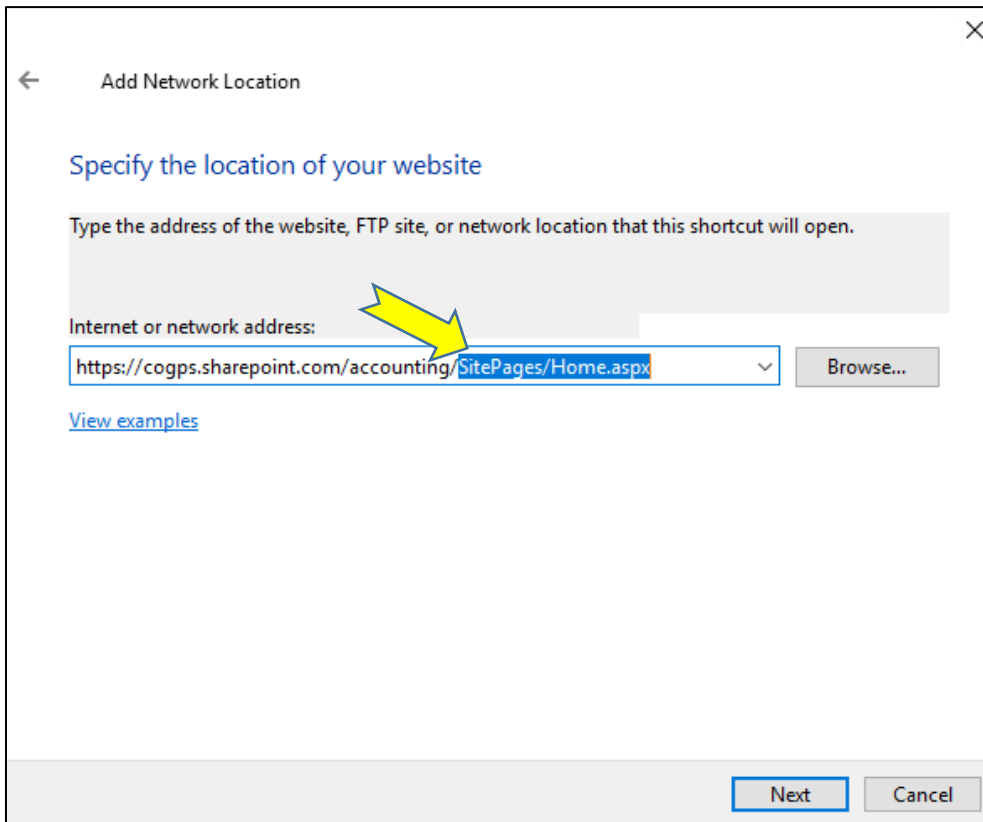 Add Network Location
Specify the location of your website
Type the address of the website, FTP site, or network location that this shortcut will open.
Internet or network address:
https://cogps.sharepoint.com/accounting/SitePages/Home.aspx
Browse...
View examples
Next
Cancel